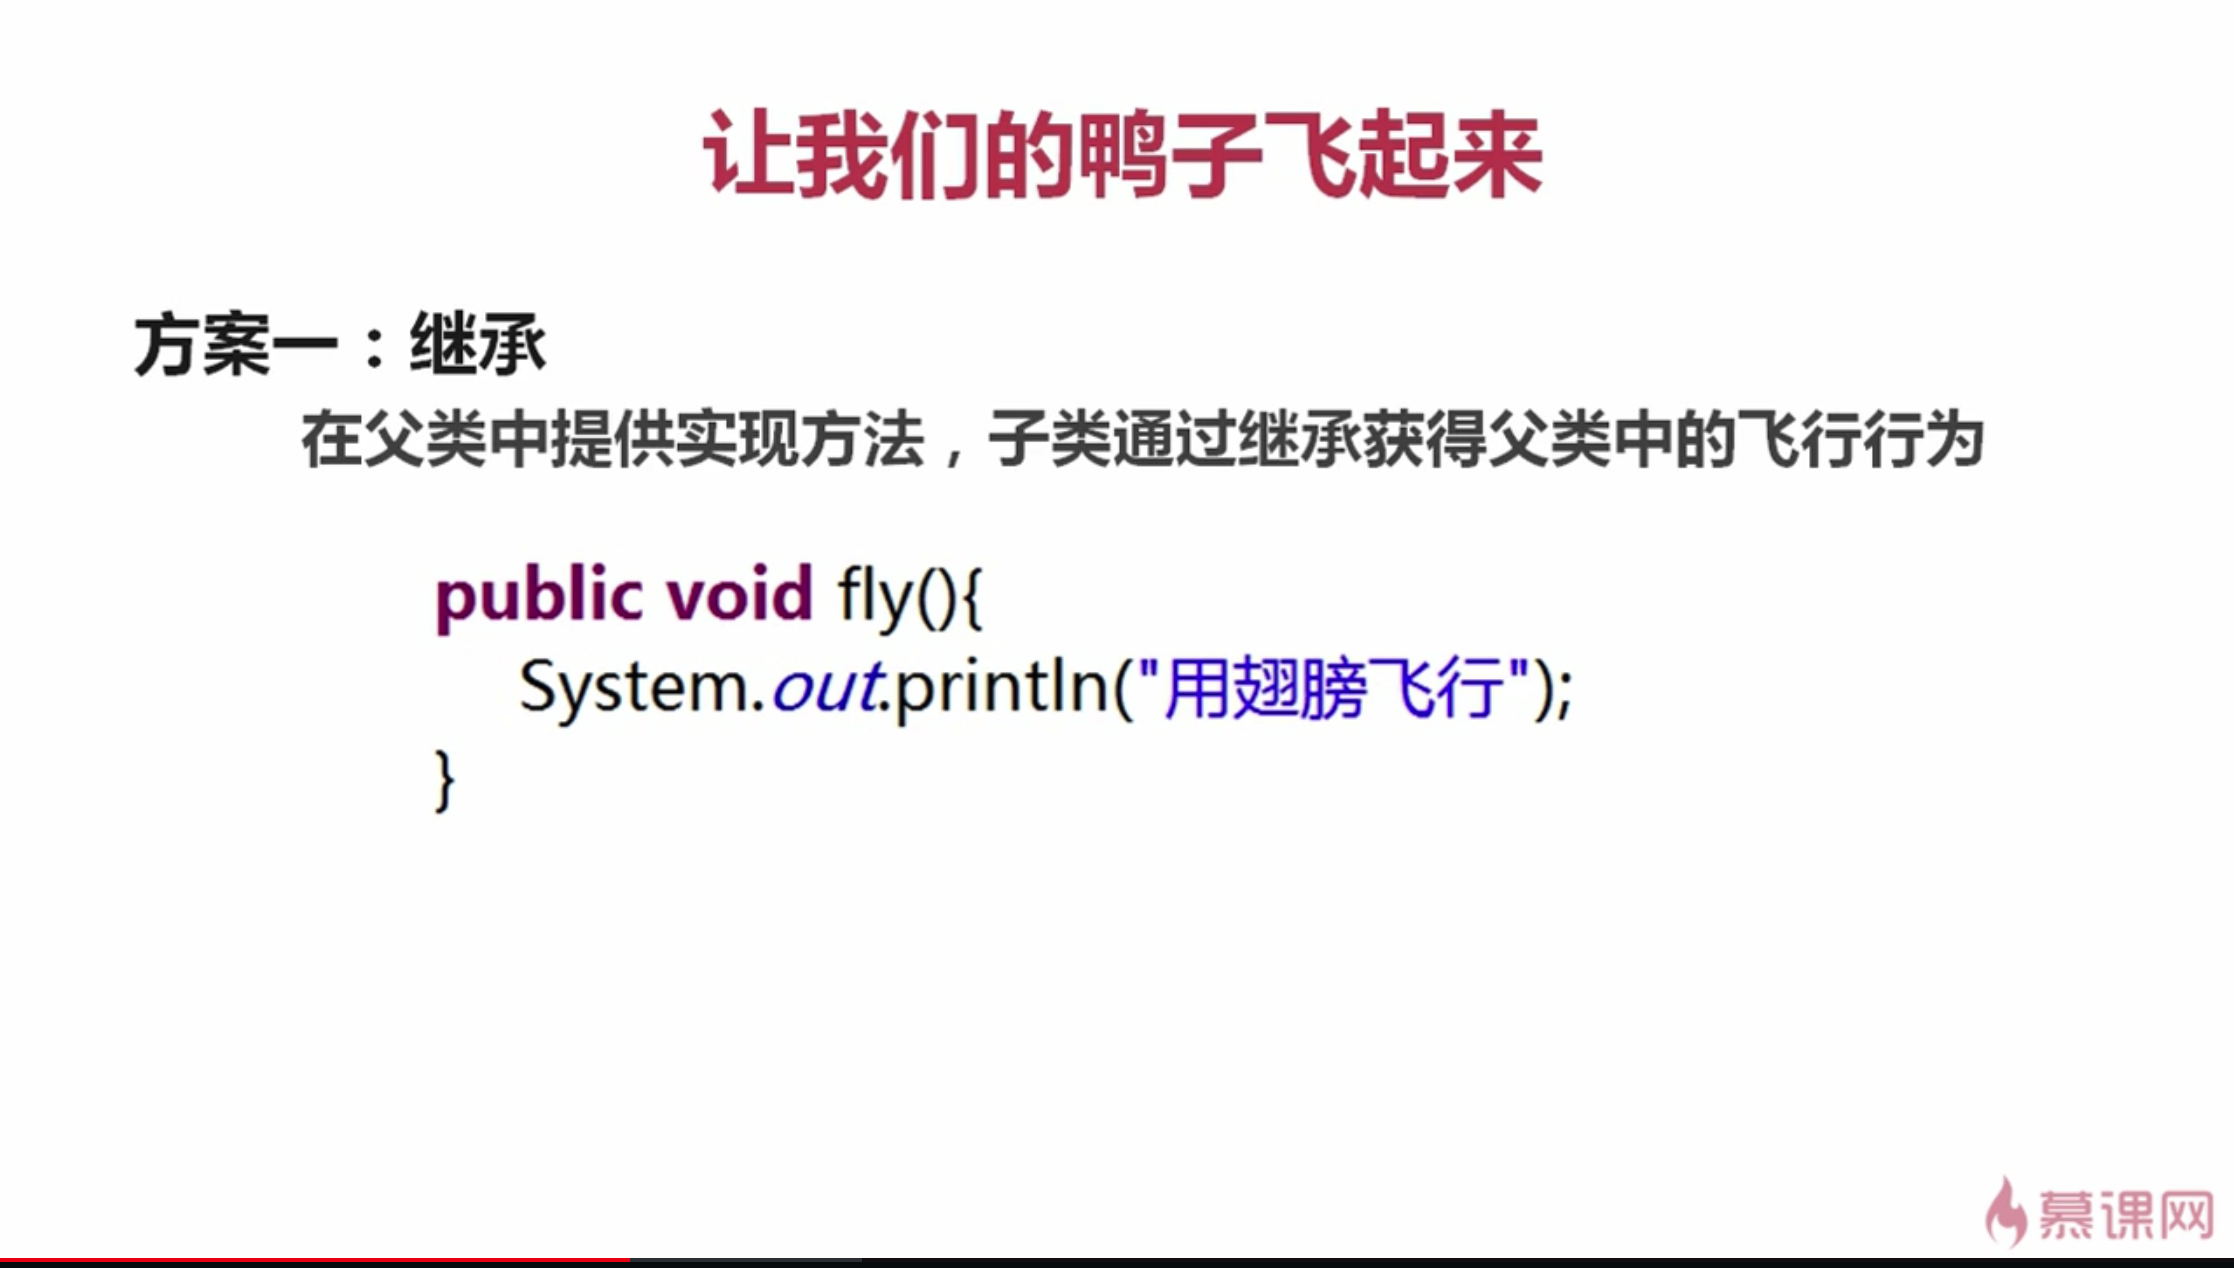 让我们的鸭子飞起来
方案一：继承
在父类中提供实现方法，子类通过继承获得父类中的飞行行为
public void fly(){
System.out.println("用翅膀飞行");
}
慕课网